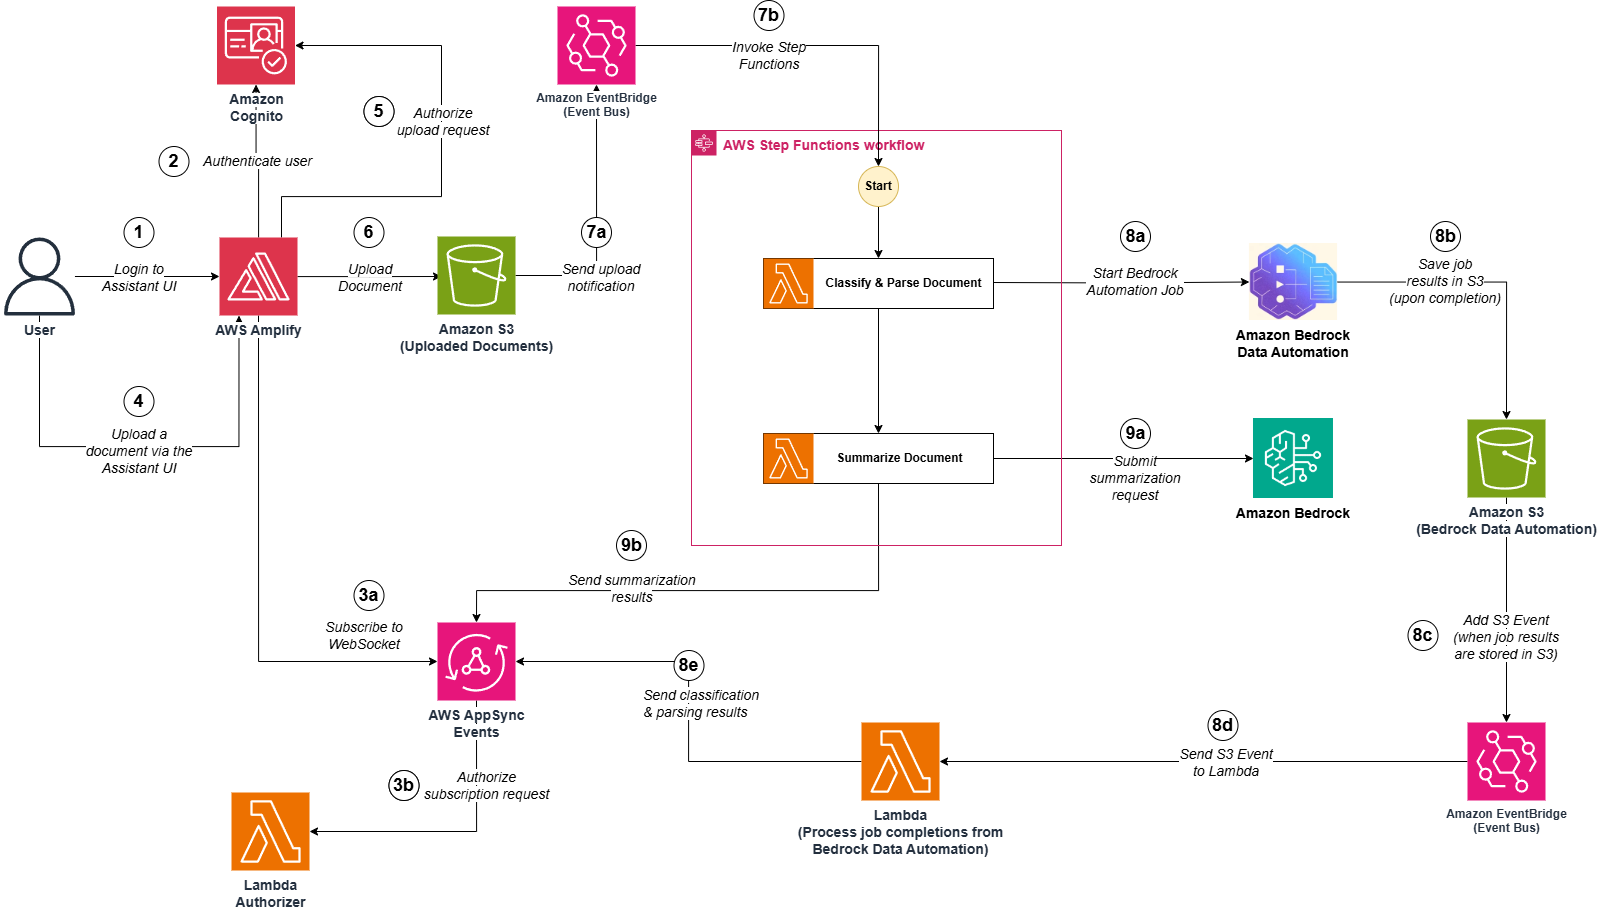 7b
Invoke Step
Functions
Amazon
Cognito
5
Authorize
upload request
Amazon EventBridge
(Event Bus)
AWS Step Functions workflow
2
Authenticate user
Start
1
Login to
Assistant UI
6
Upload
Document
7a
Send upload
notification
8a
Start Bedrock
Automation Job
8b
Save job
results in S3
(upon completion)
Classify & Parse Document
User
AWS Amplify
Amazon S3
(Uploaded Documents)
Amazon Bedrock
Data Automation
4
Upload a
document via the
Assistant UI
Summarize Document
9a
Submit
summarization
request
Amazon Bedrock
Amazon S3
(Bedrock Data Automation)
9b
Send summarization
results
3a
Subscribe to
WebSocket
8c
Add S3 Event
(when job results
are stored in S3)
8e
Send classification
& parsing results
AWS AppSync
Events
8d
Send S3 Event
to Lambda
3b
Authorize
subscription request
Lambda
(Process job completions from
Bedrock Data Automation)
Amazon EventBridge
(Event Bus)
Lambda
Authorizer